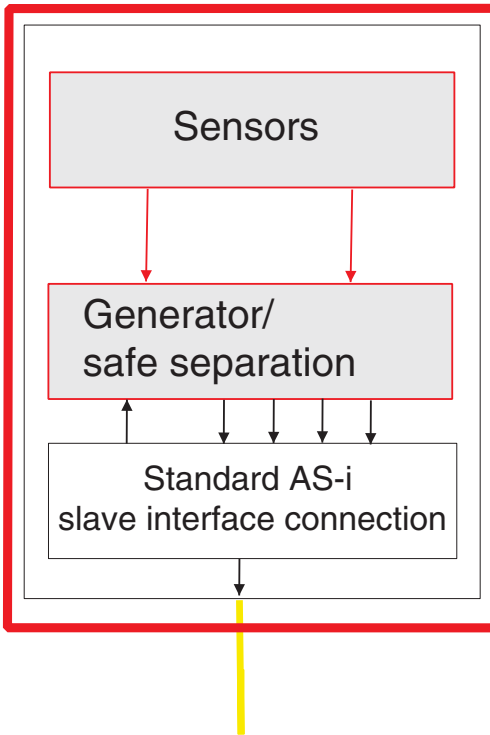 Sensors
Generator/
safe separation
Standard AS-i
slave interface connection